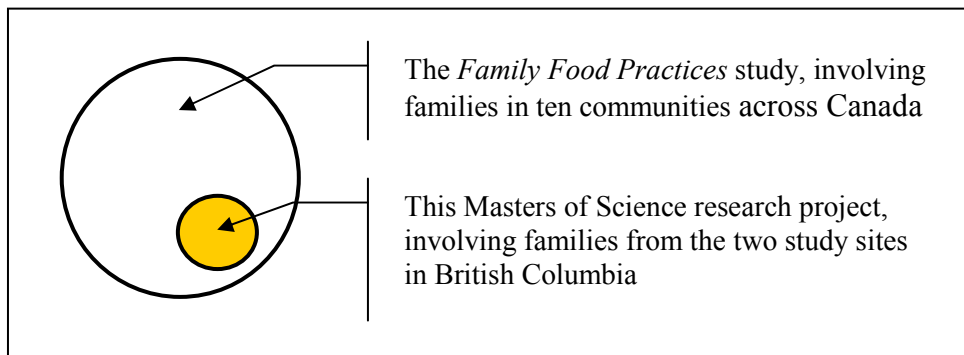 The Family Food Practices study, involving
families in ten communities across Canada
This Masters of Science research project,
involving families from the two study sites
in British Columbia